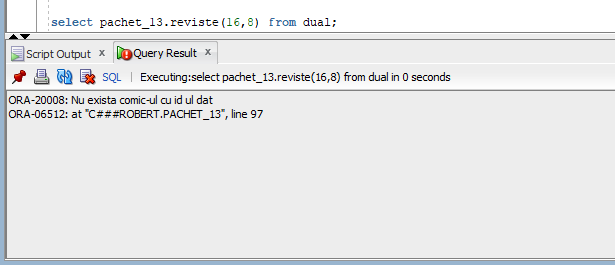 select pachet_13.reviste(16,8) from dual;
Script Output x Query Result x
SQL | Executing:select pachet_13.reviste(16,8) from dual in 0 seconds
ORA-20008: Nu exista comic-ul cu id ul dat
ORA-06512: at "C###ROBERT.PACHET_13", line 97